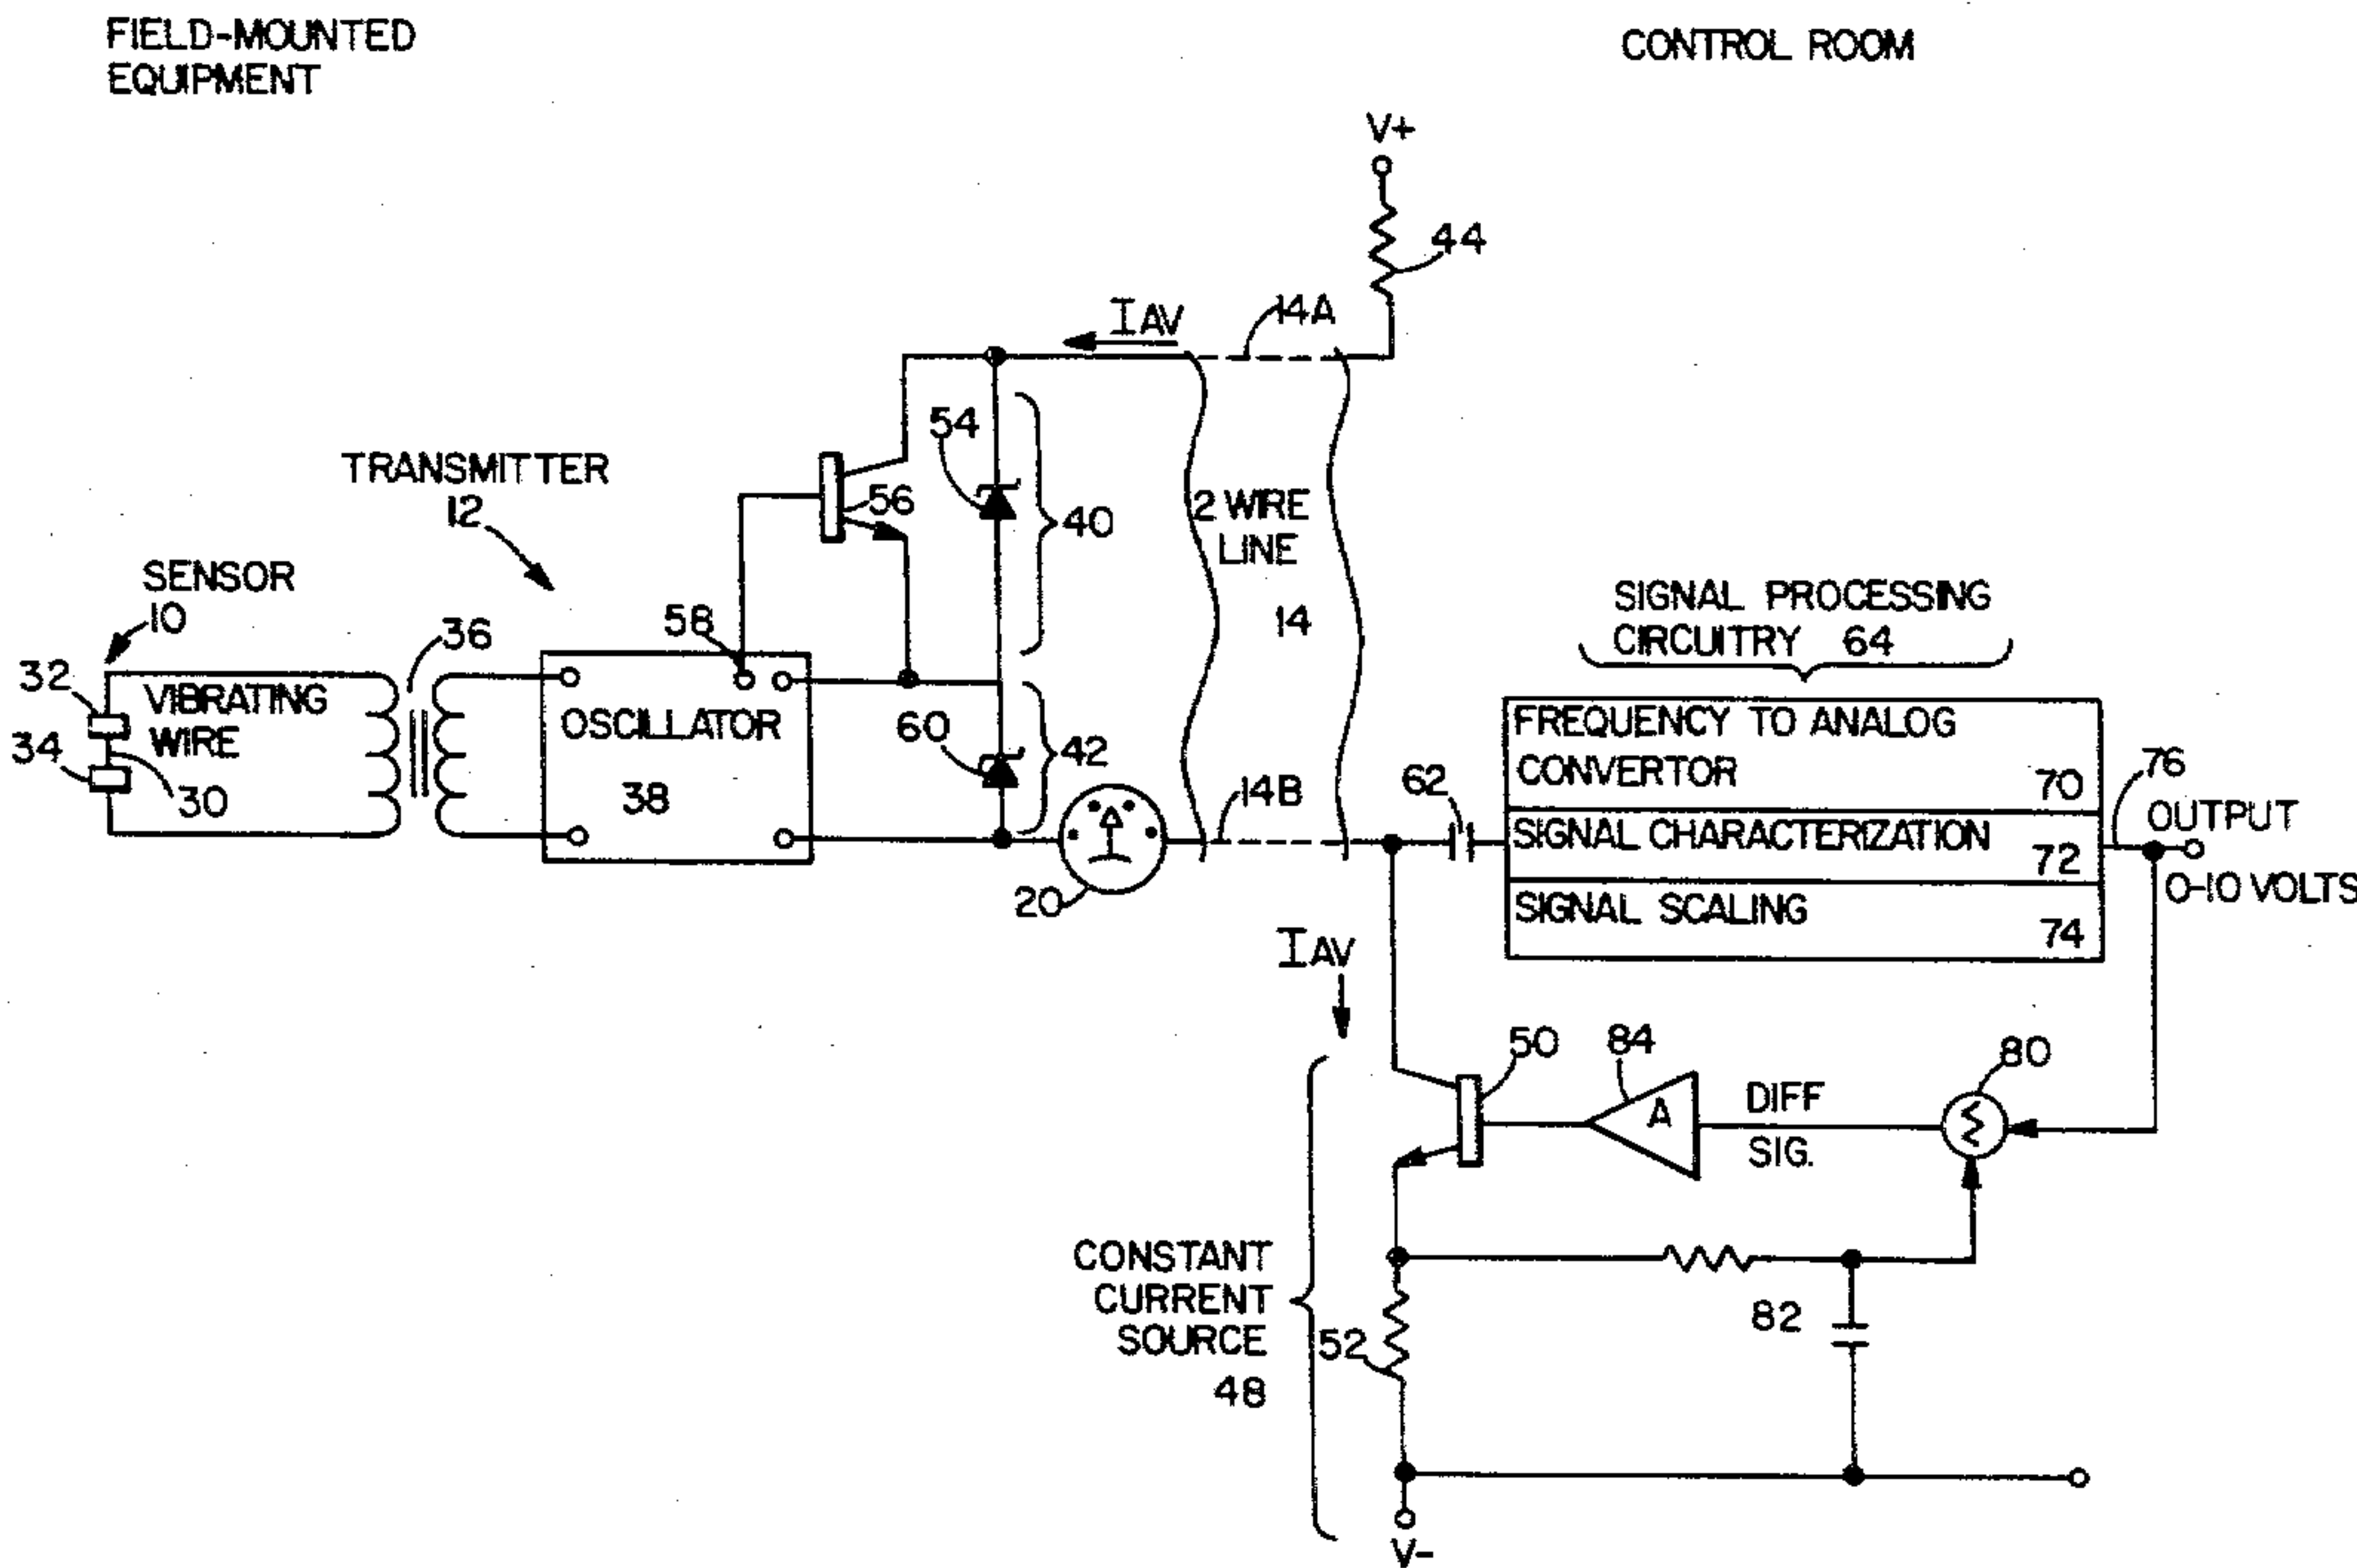 FIELD-MOUNTED
EQUIPMENT
CONTROL ROOM
V+
44
IAV
14A
54
TRANSMITTER
12
56
40
2 WIRE
LINE
14
SENSOR
10
58
36
SIGNAL PROCESSING
CIRCUITRY 64
32
VIBRATING
WIRE
34
30
OSCILLATOR
38
60
42
FREQUENCY TO ANALOG
CONVERTOR
70
62
14B
76
OUTPUT
SIGNAL CHARACTERIZATION
72
0-10 VOLTS
20
SIGNAL SCALING
74
IAV
50
84
80
A
DIFF
SIG.
CONSTANT
CURRENT
SOURCE
48
52
82
V-